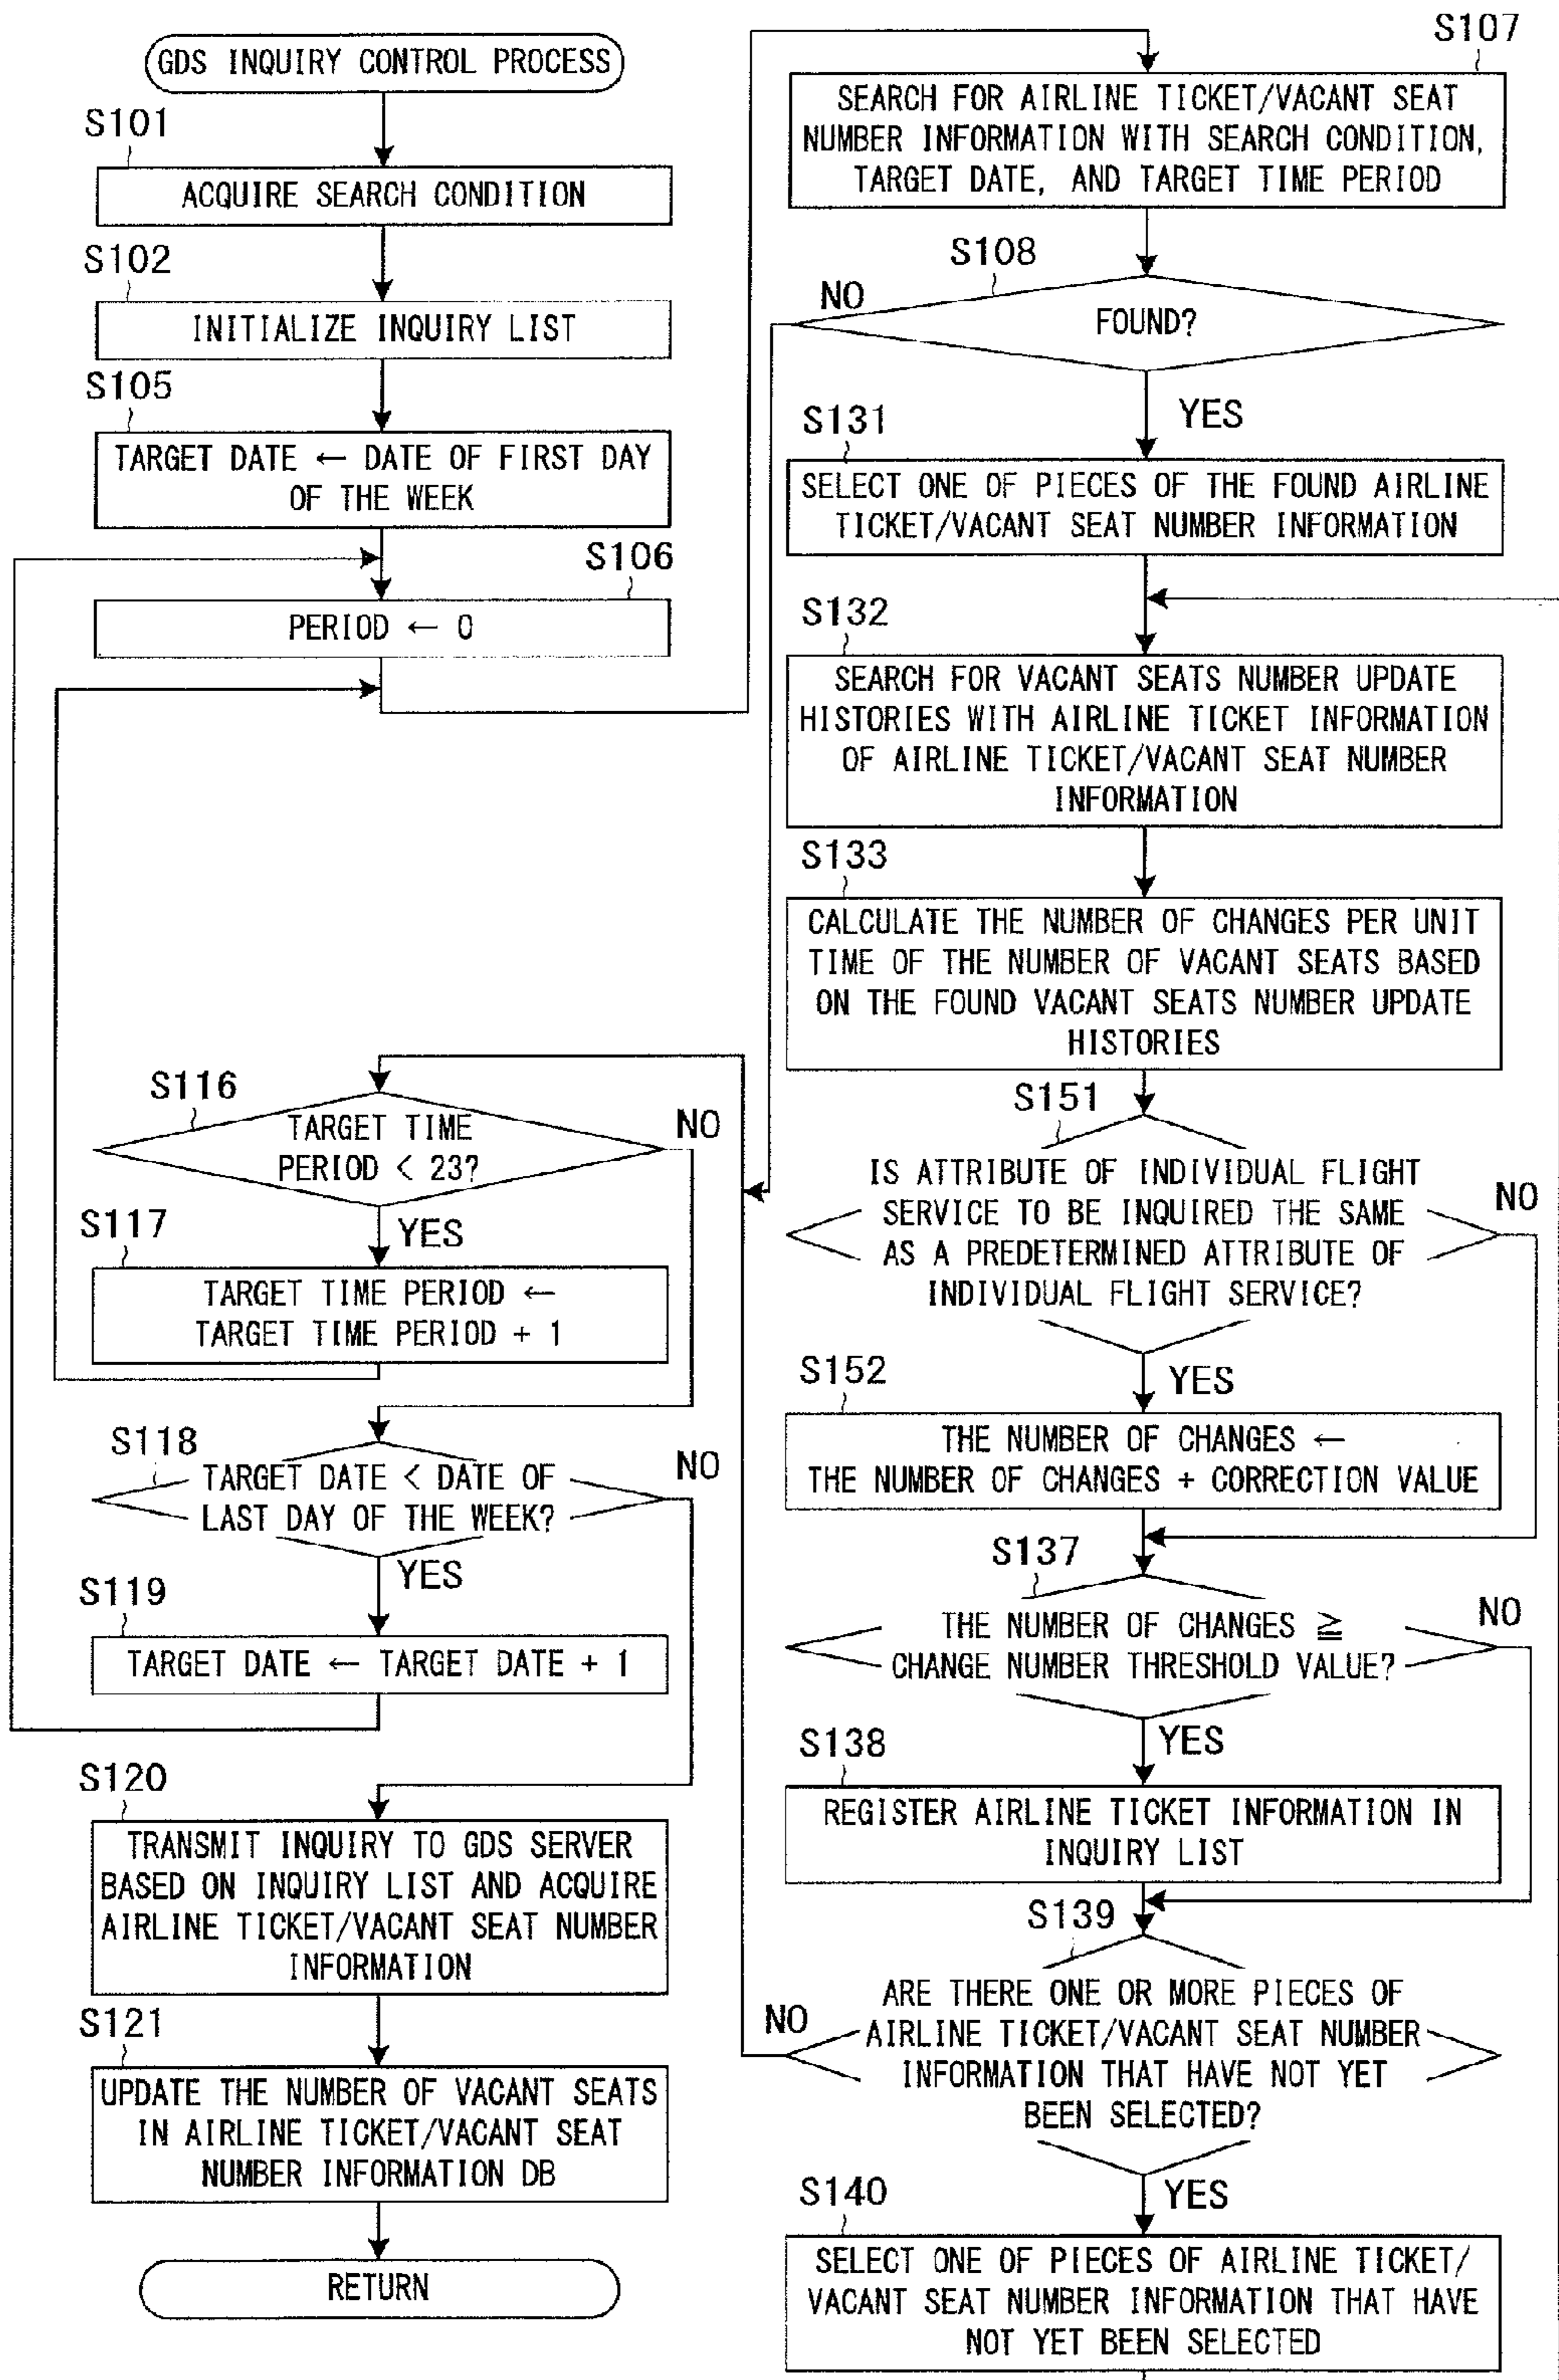 GDS INQUIRY CONTROL PROCESS
S101
ACQUIRE SEARCH CONDITION
S102
INITIALIZE INQUIRY LIST
S105
TARGET DATE ← DATE OF FIRST DAY
OF THE WEEK
S106
PERIOD ← 0
S116
TARGET TIME
PERIOD < 23?
NO
YES
S117
TARGET TIME PERIOD ←
TARGET TIME PERIOD + 1
S118
TARGET DATE < DATE OF
LAST DAY OF THE WEEK?
NO
YES
S119
TARGET DATE ← TARGET DATE + 1
S120
TRANSMIT INQUIRY TO GDS SERVER
BASED ON INQUIRY LIST AND ACQUIRE
AIRLINE TICKET/VACANT SEAT NUMBER
INFORMATION
S121
UPDATE THE NUMBER OF VACANT SEATS
IN AIRLINE TICKET/VACANT SEAT
NUMBER INFORMATION DB
RETURN
S107
SEARCH FOR AIRLINE TICKET/VACANT SEAT
NUMBER INFORMATION WITH SEARCH CONDITION,
TARGET DATE, AND TARGET TIME PERIOD
S108
NO
FOUND?
YES
S131
SELECT ONE OF PIECES OF THE FOUND AIRLINE
TICKET/VACANT SEAT NUMBER INFORMATION
S132
SEARCH FOR VACANT SEATS NUMBER UPDATE
HISTORIES WITH AIRLINE TICKET INFORMATION
OF AIRLINE TICKET/VACANT SEAT NUMBER
INFORMATION
S133
CALCULATE THE NUMBER OF CHANGES PER UNIT
TIME OF THE NUMBER OF VACANT SEATS BASED
ON THE FOUND VACANT SEATS NUMBER UPDATE
HISTORIES
S151
IS ATTRIBUTE OF INDIVIDUAL FLIGHT
SERVICE TO BE INQUIRED THE SAME
AS A PREDETERMINED ATTRIBUTE OF
INDIVIDUAL FLIGHT SERVICE?
NO
YES
S152
THE NUMBER OF CHANGES ←
THE NUMBER OF CHANGES + CORRECTION VALUE
S137
THE NUMBER OF CHANGES ≧
CHANGE NUMBER THRESHOLD VALUE?
NO
YES
S138
REGISTER AIRLINE TICKET INFORMATION IN
INQUIRY LIST
S139
ARE THERE ONE OR MORE PIECES OF
AIRLINE TICKET/VACANT SEAT NUMBER
INFORMATION THAT HAVE NOT YET
BEEN SELECTED?
NO
YES
S140
SELECT ONE OF PIECES OF AIRLINE TICKET/
VACANT SEAT NUMBER INFORMATION THAT HAVE
NOT YET BEEN SELECTED